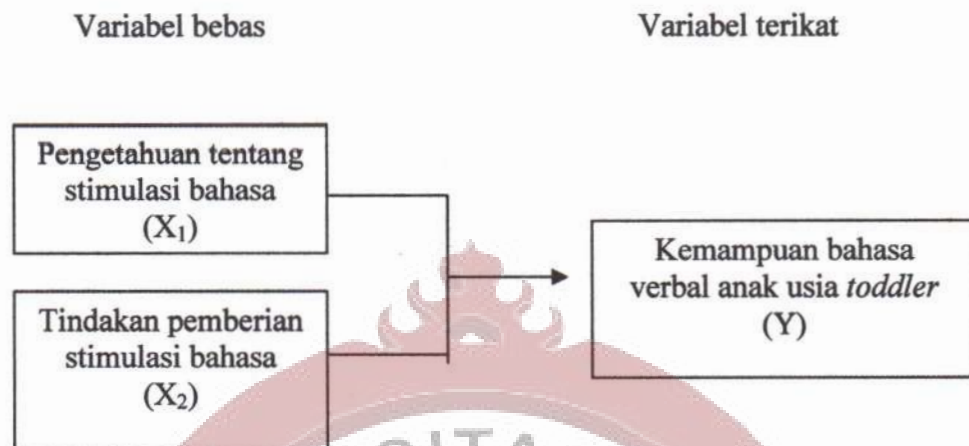 Variabel bebas
Variabel terikat
Pengetahuan tentang
stimulasi bahasa
(X₁)
Kemampuan bahasa
verbal anak usia toddler
(Y)
Tindakan pemberian
stimulasi bahasa
(X₂)
SITA